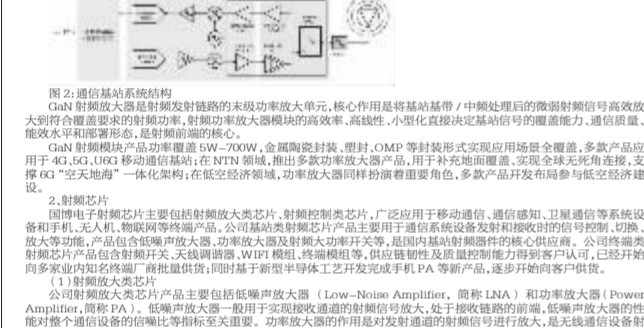 图2:通信基站系统结构
GaN 射频放大器是射频发射链路的末级功率放大单元,核心作用是将基站基带 / 中频处理后的微弱射频信号高效放
大到符合覆盖要求的射频功率,射频功率放大器模块的高效率、高线性、小型化直接决定基站信号的覆盖能力、通信质量、
能效水平和部署形态,是射频前端的核心。
GaN 射频模块产品功率覆盖 5W-700W,金属陶瓷封装、塑封、OMP 等封装形式实现应用场景全覆盖,多款产品应
用于 4G,5G,U6G 移动通信基站;在 NTN 领域,推出多款功率放大器产品,用于补充地面覆盖、实现全球无死角连接,支
撑 6G “空天地海” 一体化架构;在低空经济领域,功率放大器同样扮演着重要角色,多款产品开发布局参与低空经济建
设。
2、射频芯片
国博电子射频芯片主要包括射频放大类芯片、射频控制类芯片,广泛应用于移动通信、通信感知、卫星通信等系统设
备和手机、无人机、物联网等终端产品。公司基站类射频芯片产品主要用于通信系统设备发射和接收时的信号控制、切换、
放大等功能,产品包含低噪声放大器、功率放大器及射频大功率开关等,是国内基站射频器件的核心供应商。公司终端类
射频芯片产品包含射频开关、天线调谐器、WIFI 模组、终端模组等,供应链韧性及质量控制能力得到客户认可,已经开始
向多家业内知名终端厂商批量供货;同时基于新型半导体工艺开发完成手机 PA 等新产品,逐步开始向客户供货。
(1)射频放大类芯片
公司射频放大类芯片产品主要包括低噪声放大器 (Low-Noise Amplifier, 简称 LNA) 和功率放大器(Power
Amplifier,简称 PA)。低噪声放大器一般用于实现接收通道的射频信号放大,处于接收链路的前端,低噪声放大器的性
能对整个通信设备的信噪比等指标至关重要。功率放大器的作用是对发射通道的射频信号进行放大,是无线通信设备射